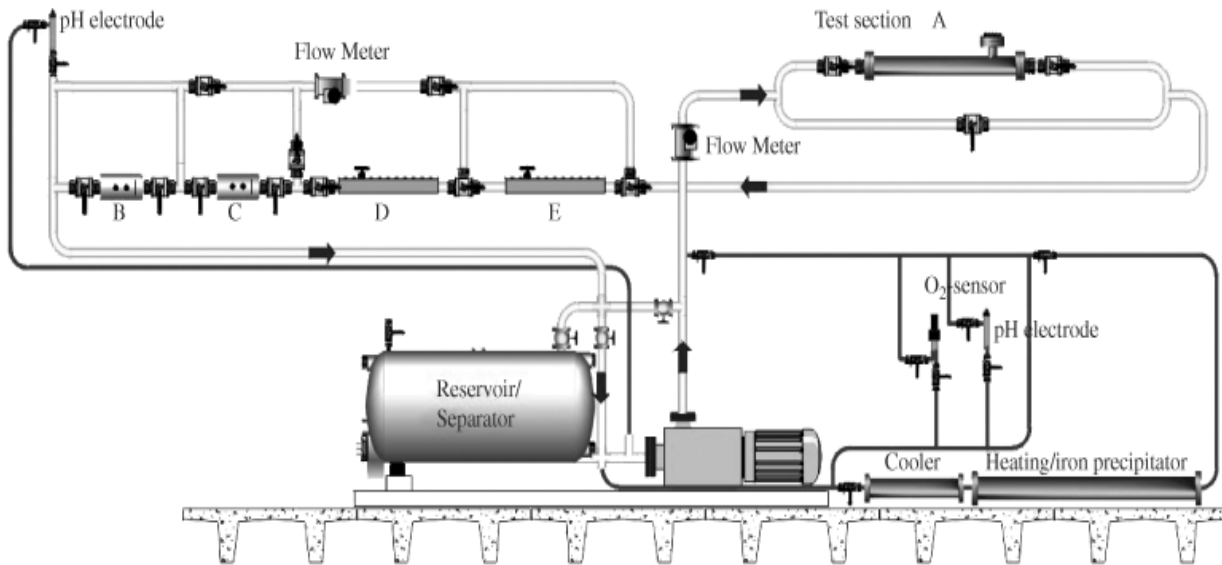 pH electrode
Flow Meter
Test section A
Flow Meter
B
C
D
E
O2-sensor
pH electrode
Reservoir/
Separator
Cooler
Heating/iron precipitator